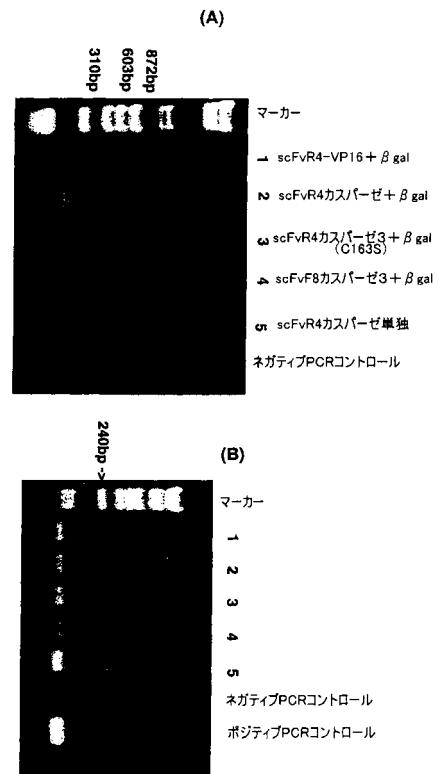 (A)
310bp
603bp
872bp
マーカー
1 scFvR4-VP16+βgal
2 scFvR4カスパーゼ+βgal
3 scFvR4カスパーゼ3+βgal
(C163S)
4 scFvF8カスパーゼ3+βgal
5 scFvR4カスパーゼ単独
ネガティブPCRコントロール
(B)
240bp ->
マーカー
1
2
3
4
5
ネガティブPCRコントロール
ポジティブPCRコントロール